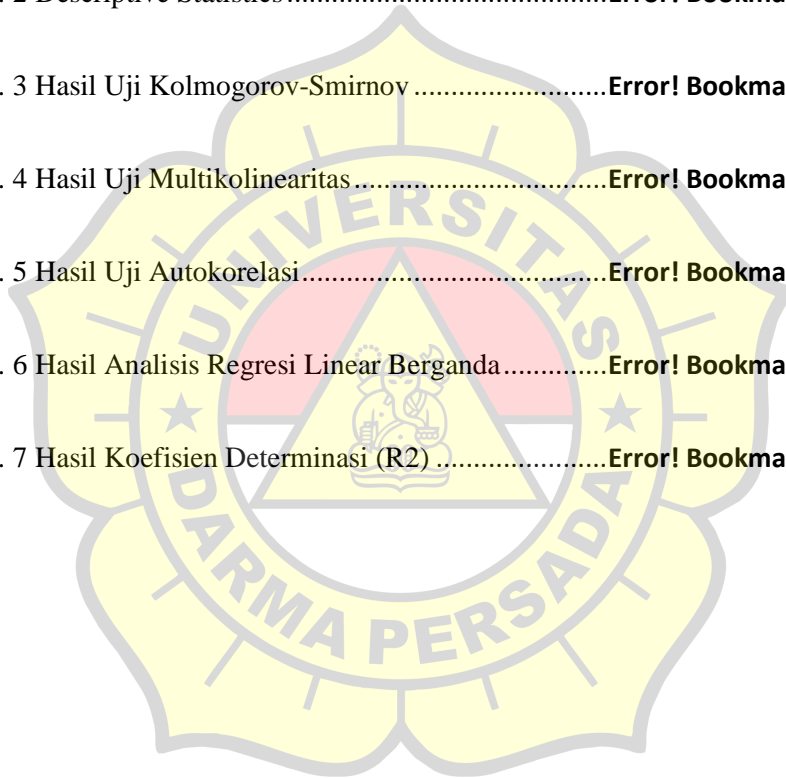 . 2 Descriptive Statistics....................................................... Error! Bookma
. 3 Hasil Uji Kolmogorov-Smirnov ........................... Error! Bookma
. 4 Hasil Uji Multikolinearitas.................................... Error! Bookma
. 5 Hasil Uji Autokorelasi............................................. Error! Bookma
. 6 Hasil Analisis Regresi Linear Berganda.............. Error! Bookma
. 7 Hasil Koefisien Determinasi (R2) ........................ Error! Bookma
UNIVERSITAS
DARMA PERSADA